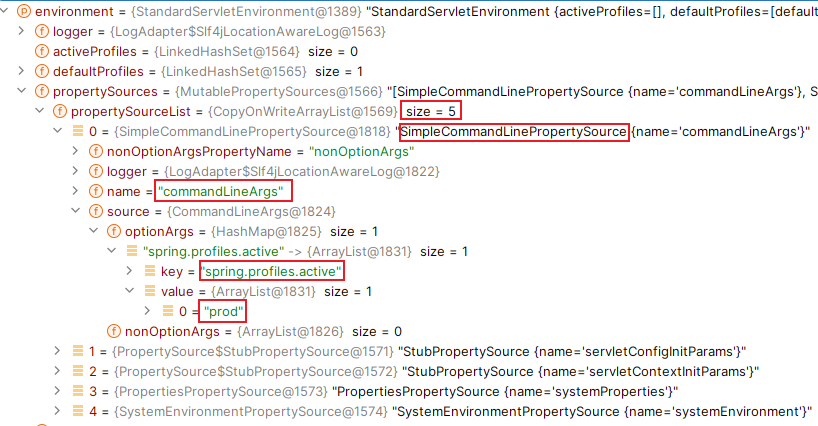 environment = {StandardServletEnvironment@1389} "StandardServletEnvironment {activeProfiles=[], defaultProfiles=[default
logger = {LogAdapter$Slf4jLocationAwareLog@1563}
activeProfiles = {LinkedHashSet@1564} size = 0
defaultProfiles = {LinkedHashSet@1565} size = 1
propertySources = {MutablePropertySources@1566} "[SimpleCommandLinePropertySource {name='commandLineArgs'}, S
propertySourceList = {CopyOnWriteArrayList@1569} size = 5
0 = {SimpleCommandLinePropertySource@1818} "SimpleCommandLinePropertySource {name='commandLineArgs'}"
nonOptionArgsPropertyName = "nonOptionArgs"
logger = {LogAdapter$Slf4jLocationAwareLog@1822}
name = "commandLineArgs"
source = {CommandLineArgs@1824}
optionArgs = {HashMap@1825} size = 1
"spring.profiles.active" -> {ArrayList@1831} size = 1
key = "spring.profiles.active"
value = {ArrayList@1831} size = 1
0 = "prod"
nonOptionArgs = {ArrayList@1826} size = 0
1 = {PropertySource$StubPropertySource@1571} "StubPropertySource {name='servletConfigInitParams'}"
2 = {PropertySource$StubPropertySource@1572} "StubPropertySource {name='servletContextInitParams'}"
3 = {PropertiesPropertySource@1573} "PropertiesPropertySource {name='systemProperties'}"
4 = {SystemEnvironmentPropertySource@1574} "SystemEnvironmentPropertySource {name='systemEnvironment'}"